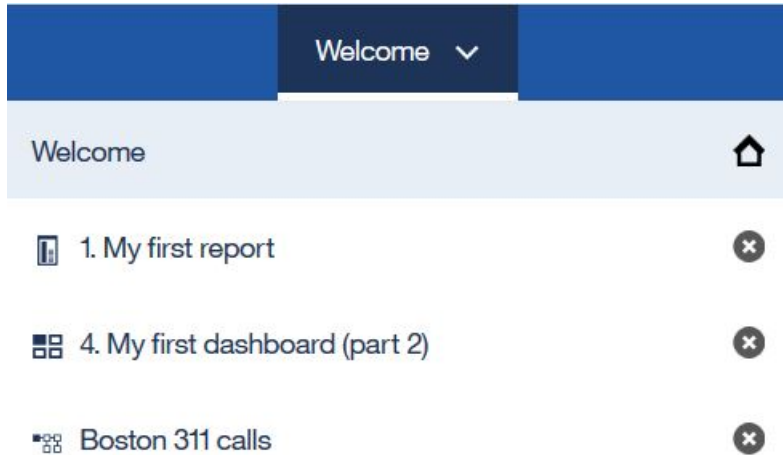 Welcome
Welcome
1. My first report
4. My first dashboard (part 2)
Boston 311 calls